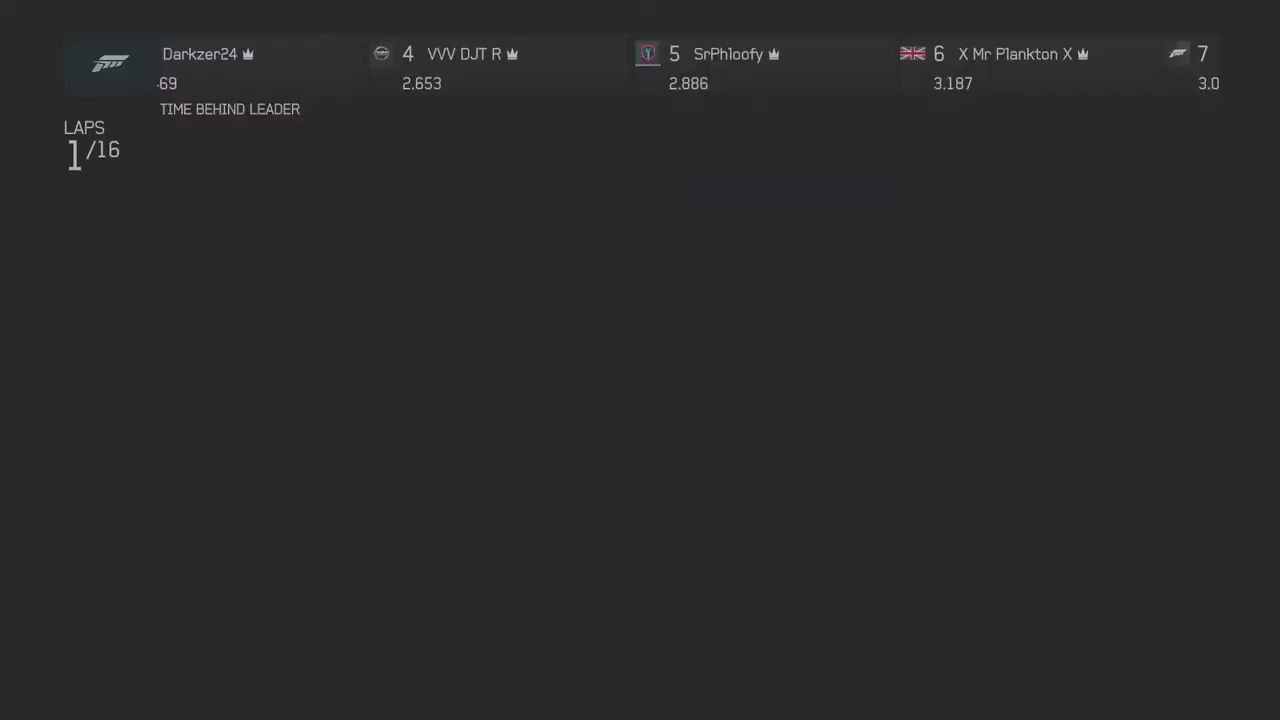 Darkzer24 4 VVV DJT R 5 SrPhloofy 6 X Mr Plankton X 7
69 2.653 2.886 3.187 3.0
TIME BEHIND LEADER
LAPS
1/16